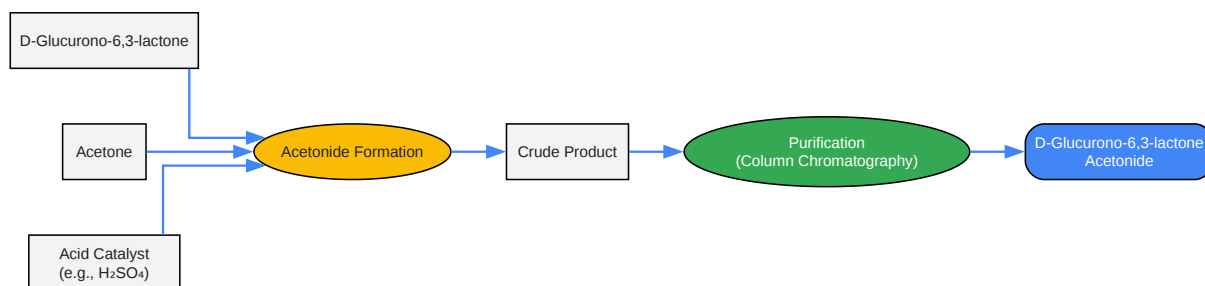 D-Glucurono-6,3-lactone
Acetone
Acid Catalyst
(e.g., H₂SO₄)
Acetonide Formation
Crude Product
Purification
(Column Chromatography)
D-Glucurono-6,3-lactone
Acetonide